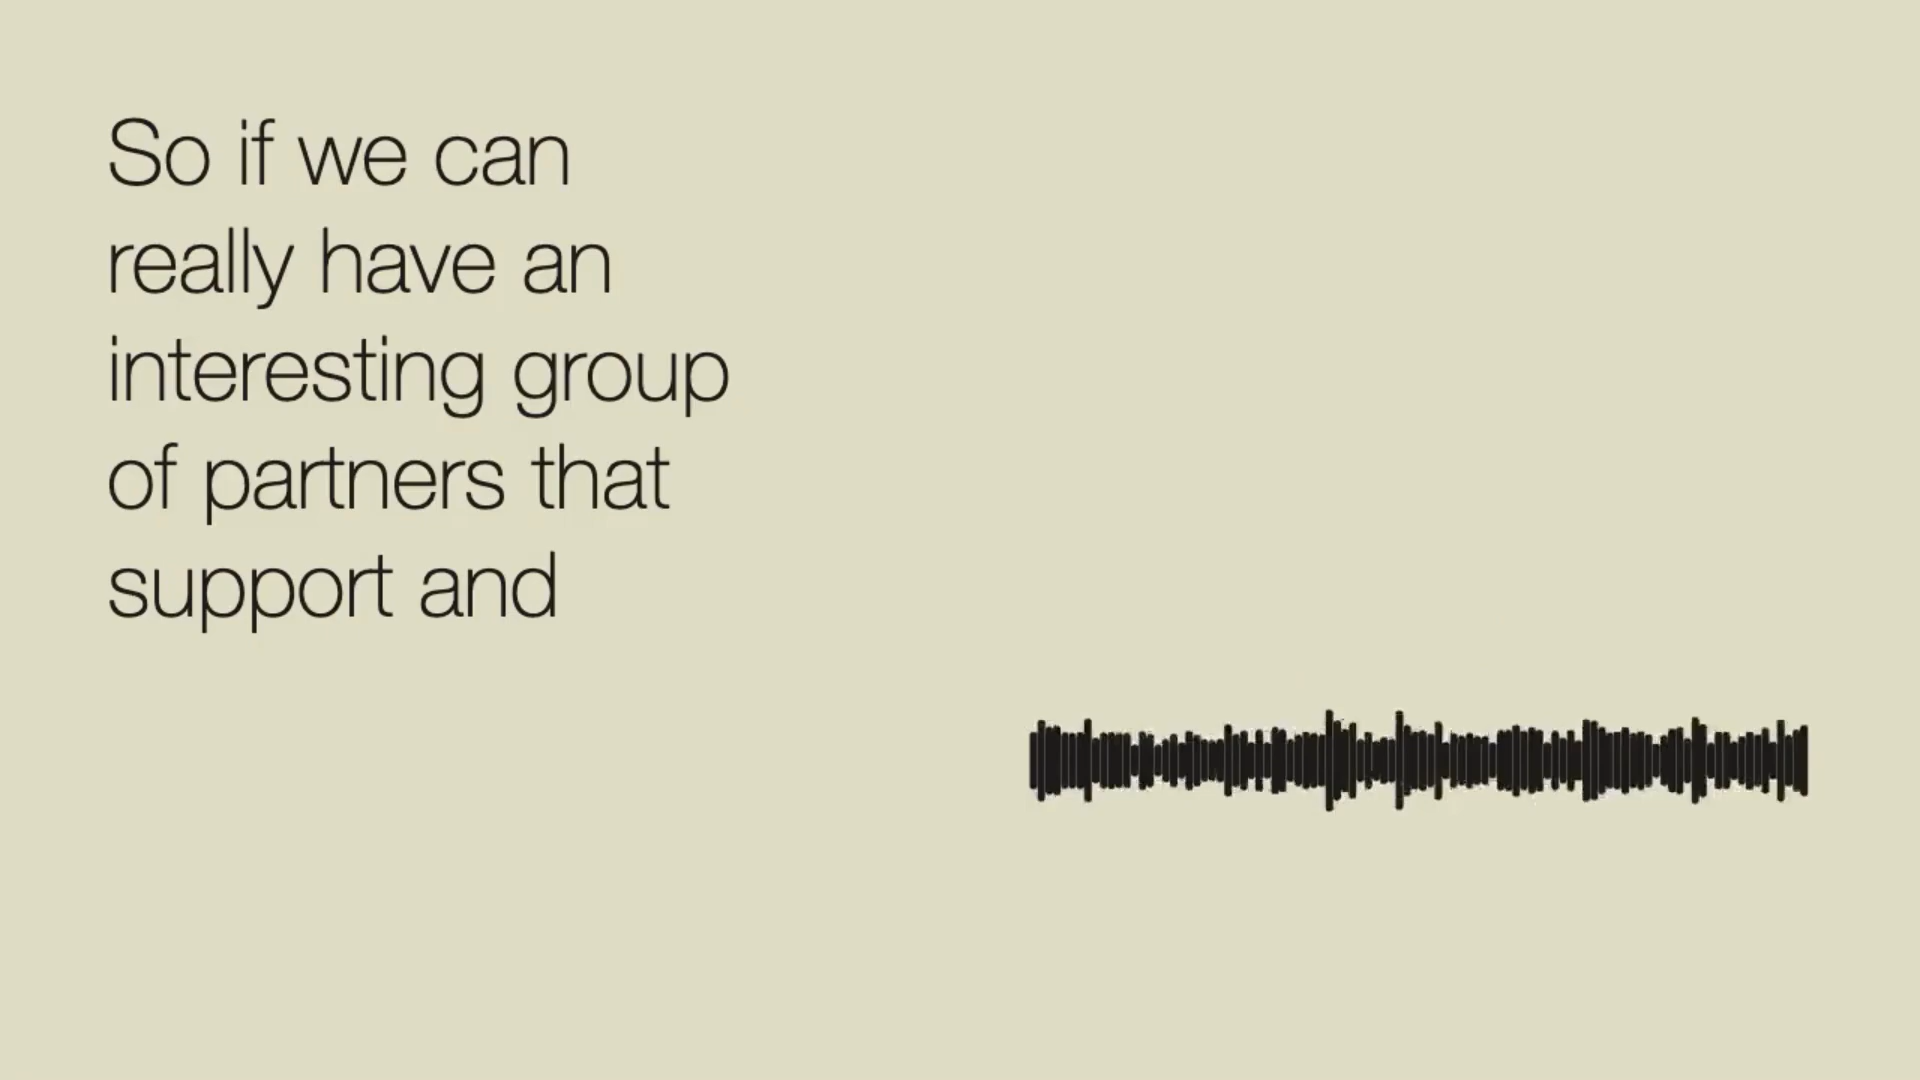 So if we can
really have an
interesting group
of partners that
support and